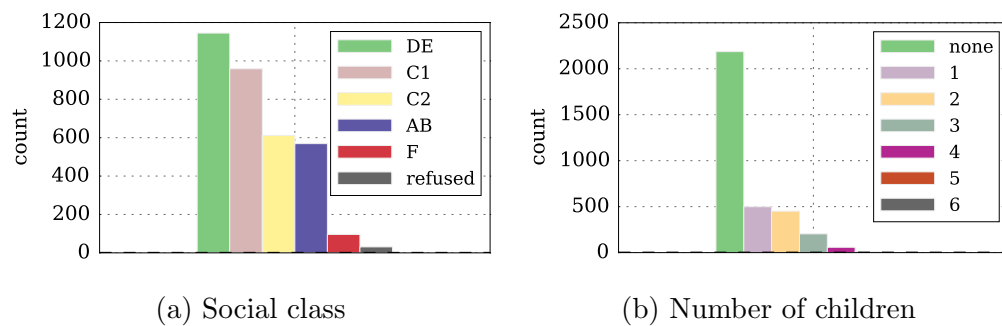 1200
1000
800
600
400
200
0
count
DE
C1
C2
AB
F
refused
(a) Social class
2500
2000
1500
1000
500
0
count
none
1
2
3
4
5
6
(b) Number of children